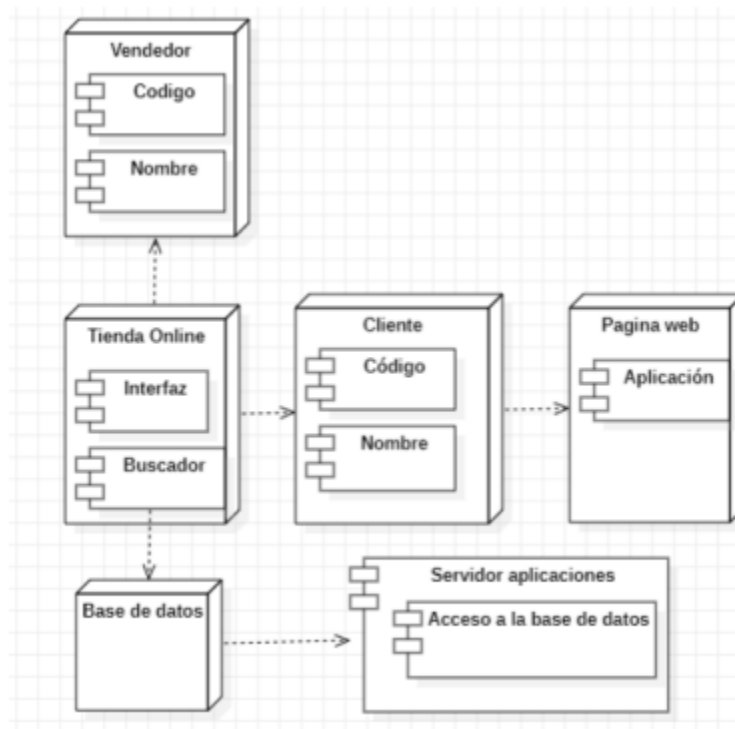 Vendedor
Codigo
Nombre
Tienda Online
Interfaz
Buscador
Cliente
Código
Nombre
Pagina web
Aplicación
Base de datos
Servidor aplicaciones
Acceso a la base de datos